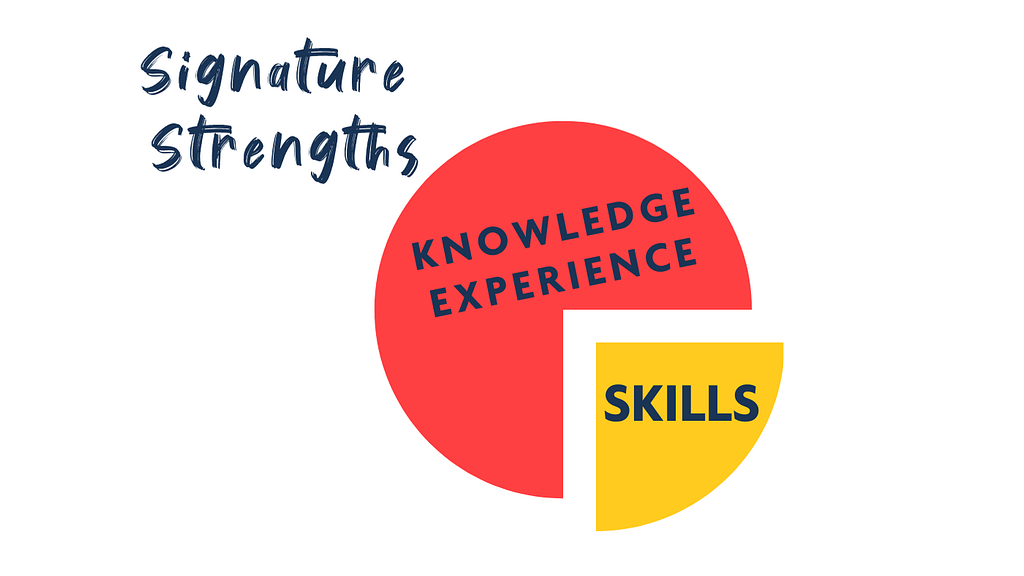 Signature
Strengths
KNOWLEDGE
EXPERIENCE
SKILLS